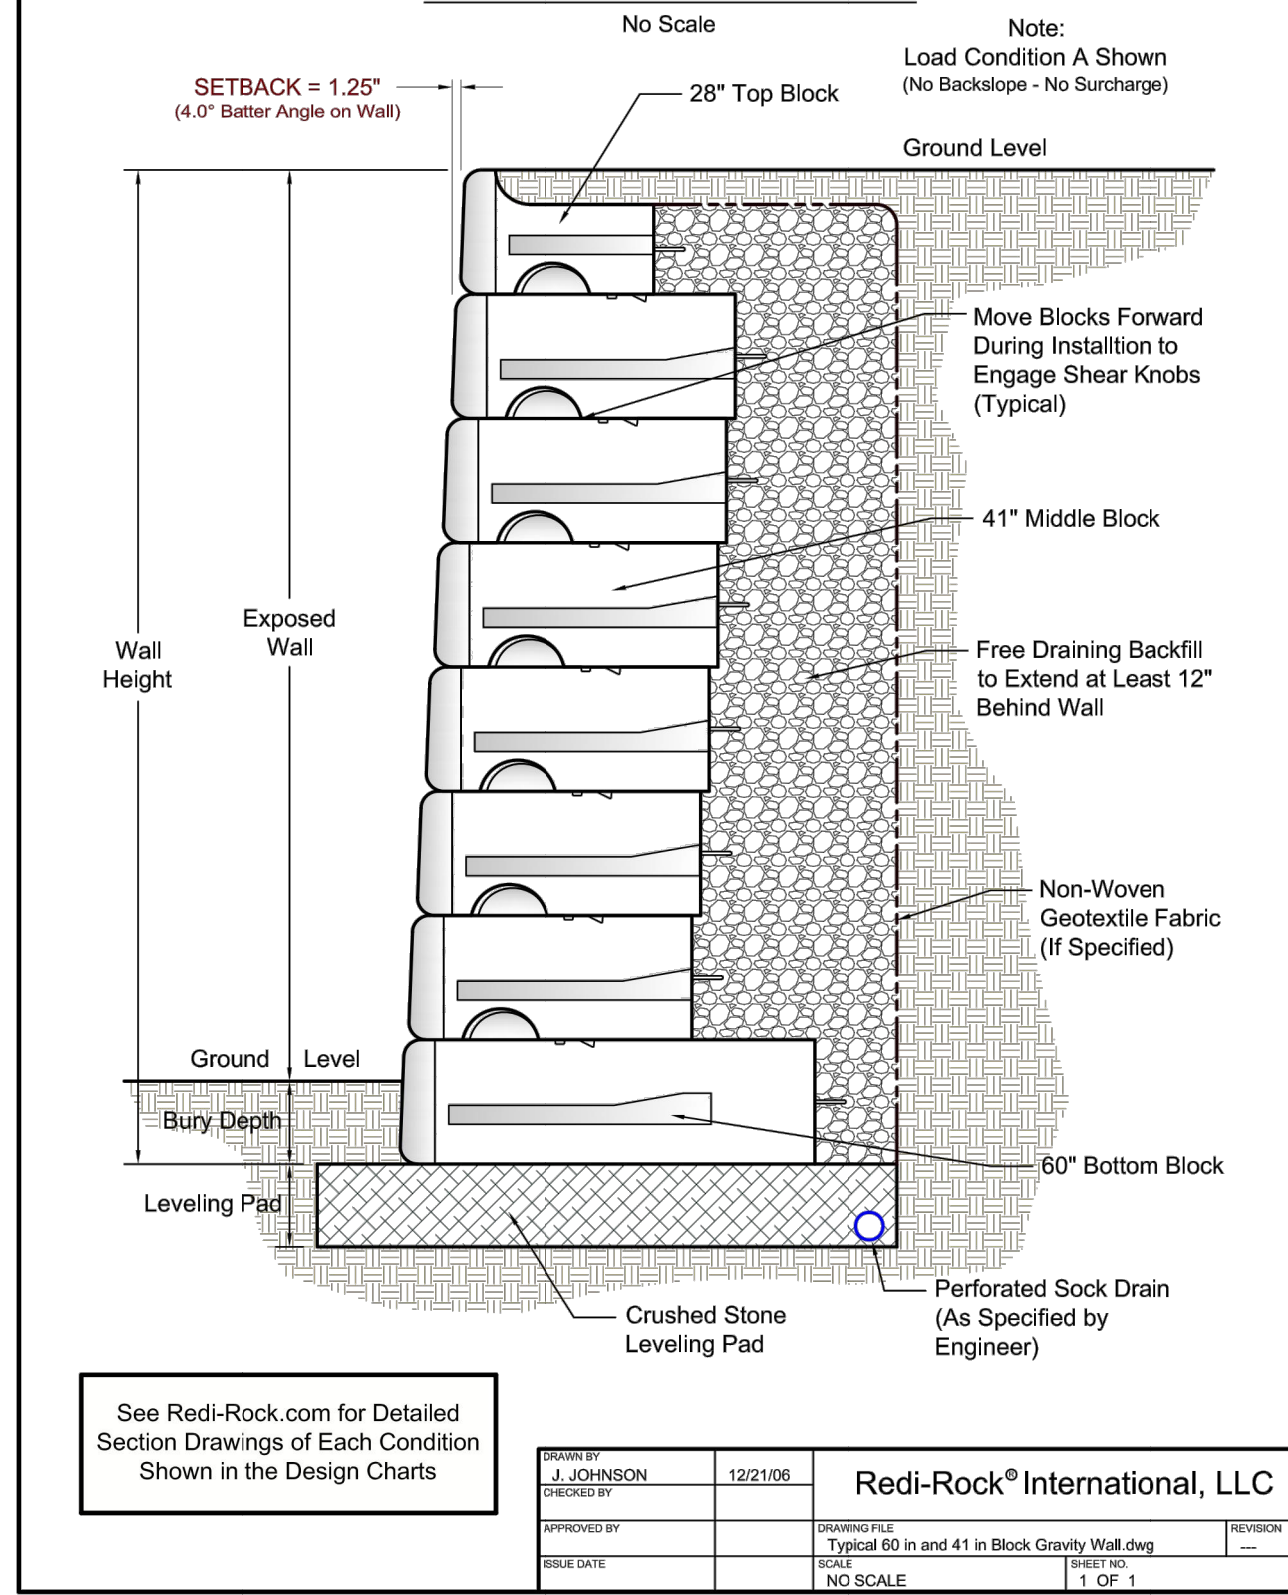 No Scale
Note:
Load Condition A Shown
(No Backslope - No Surcharge)
SETBACK = 1.25"
(4.0° Batter Angle on Wall)
28" Top Block
Ground Level
Move Blocks Forward
During Installtion to
Engage Shear Knobs
(Typical)
41" Middle Block
Exposed
Wall
Wall
Height
Free Draining Backfill
to Extend at Least 12"
Behind Wall
Non-Woven
Geotextile Fabric
(If Specified)
Ground Level
Bury Depth
60" Bottom Block
Leveling Pad
Perforated Sock Drain
(As Specified by
Engineer)
Crushed Stone
Leveling Pad
See Redi-Rock.com for Detailed
Section Drawings of Each Condition
Shown in the Design Charts
DRAWN BY
J. JOHNSON 12/21/06
CHECKED BY
Redi-Rock® International, LLC
APPROVED BY
DRAWING FILE
Typical 60 in and 41 in Block Gravity Wall.dwg
REVISION
---
ISSUE DATE
SCALE
NO SCALE
SHEET NO.
1 OF 1